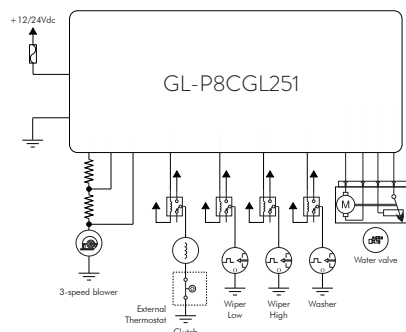 +12/24Vdc
GL-P8CGL251
M
3-speed blower
External
Thermostat
Clutch
Wiper
Low
Wiper
High
Washer
Water valve